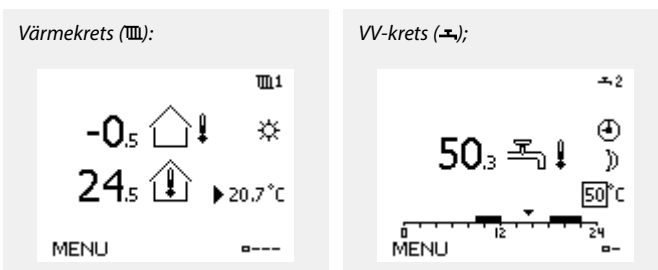 Värmekrets ():
1
-0.5
24.5
20.7°C
MENU
VV-krets ();
2
50.3
50°C
0 12 24
MENU